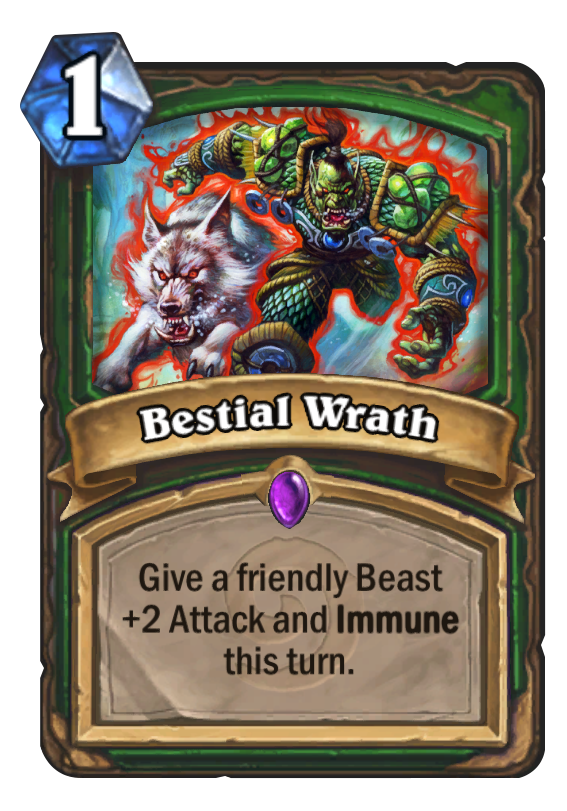 1
Bestial Wrath
Give a friendly Beast
+2 Attack and Immune
this turn.